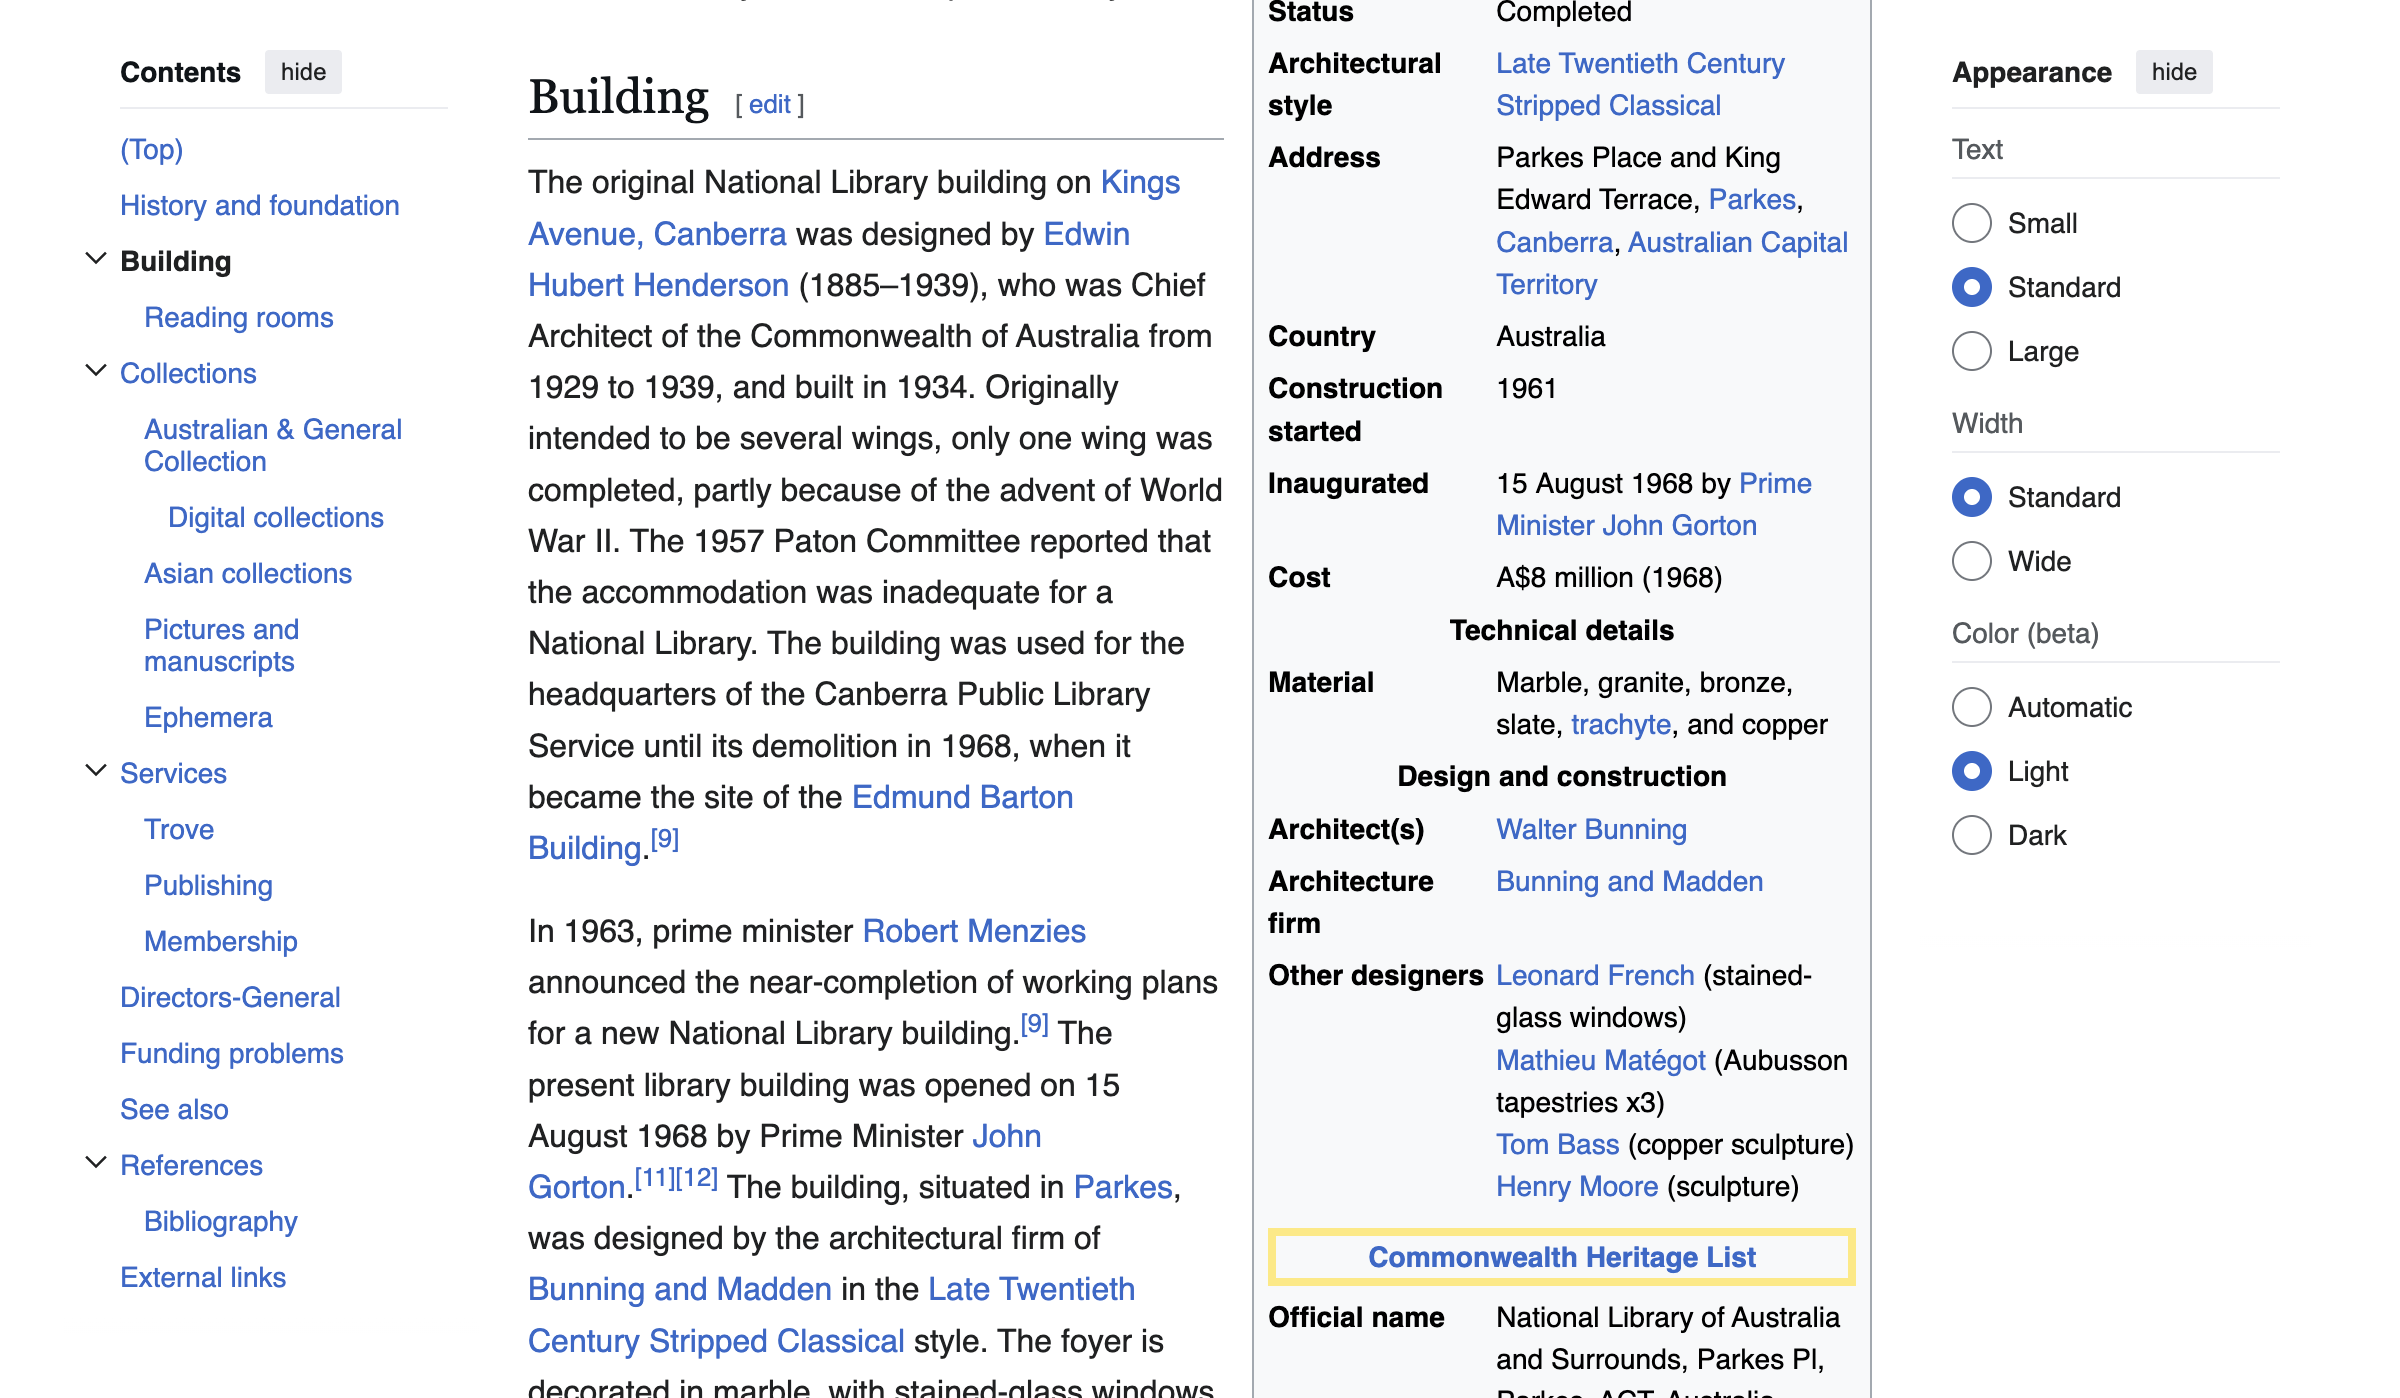 Contents hide
(Top)
History and foundation
Building
Reading rooms
Collections
Australian & General
Collection
Digital collections
Asian collections
Pictures and
manuscripts
Ephemera
Services
Trove
Publishing
Membership
Directors-General
Funding problems
See also
References
Bibliography
External links
Building [ edit ]
The original National Library building on Kings
Avenue, Canberra was designed by Edwin
Hubert Henderson (1885–1939), who was Chief
Architect of the Commonwealth of Australia from
1929 to 1939, and built in 1934. Originally
intended to be several wings, only one wing was
completed, partly because of the advent of World
War II. The 1957 Paton Committee reported that
the accommodation was inadequate for a
National Library. The building was used for the
headquarters of the Canberra Public Library
Service until its demolition in 1968, when it
became the site of the Edmund Barton
Building.[9]
In 1963, prime minister Robert Menzies
announced the near-completion of working plans
for a new National Library building.[9] The
present library building was opened on 15
August 1968 by Prime Minister John
Gorton.[11][12] The building, situated in Parkes,
was designed by the architectural firm of
Bunning and Madden in the Late Twentieth
Century Stripped Classical style. The foyer is
decorated in marble, with stained-glass windows
Status Completed
Architectural Late Twentieth Century
style Stripped Classical
Address Parkes Place and King
Edward Terrace, Parkes,
Canberra, Australian Capital
Territory
Country Australia
Construction 1961
started
Inaugurated 15 August 1968 by Prime
Minister John Gorton
Cost A$8 million (1968)
Technical details
Material Marble, granite, bronze,
slate, trachyte, and copper
Design and construction
Architect(s) Walter Bunning
Architecture Bunning and Madden
firm
Other designers Leonard French (stained-
glass windows)
Mathieu Matégot (Aubusson
tapestries x3)
Tom Bass (copper sculpture)
Henry Moore (sculpture)
Commonwealth Heritage List
Official name National Library of Australia
and Surrounds, Parkes Pl,
Parkes, ACT, Australia
Appearance hide
Text
Small
Standard
Large
Width
Standard
Wide
Color (beta)
Automatic
Light
Dark